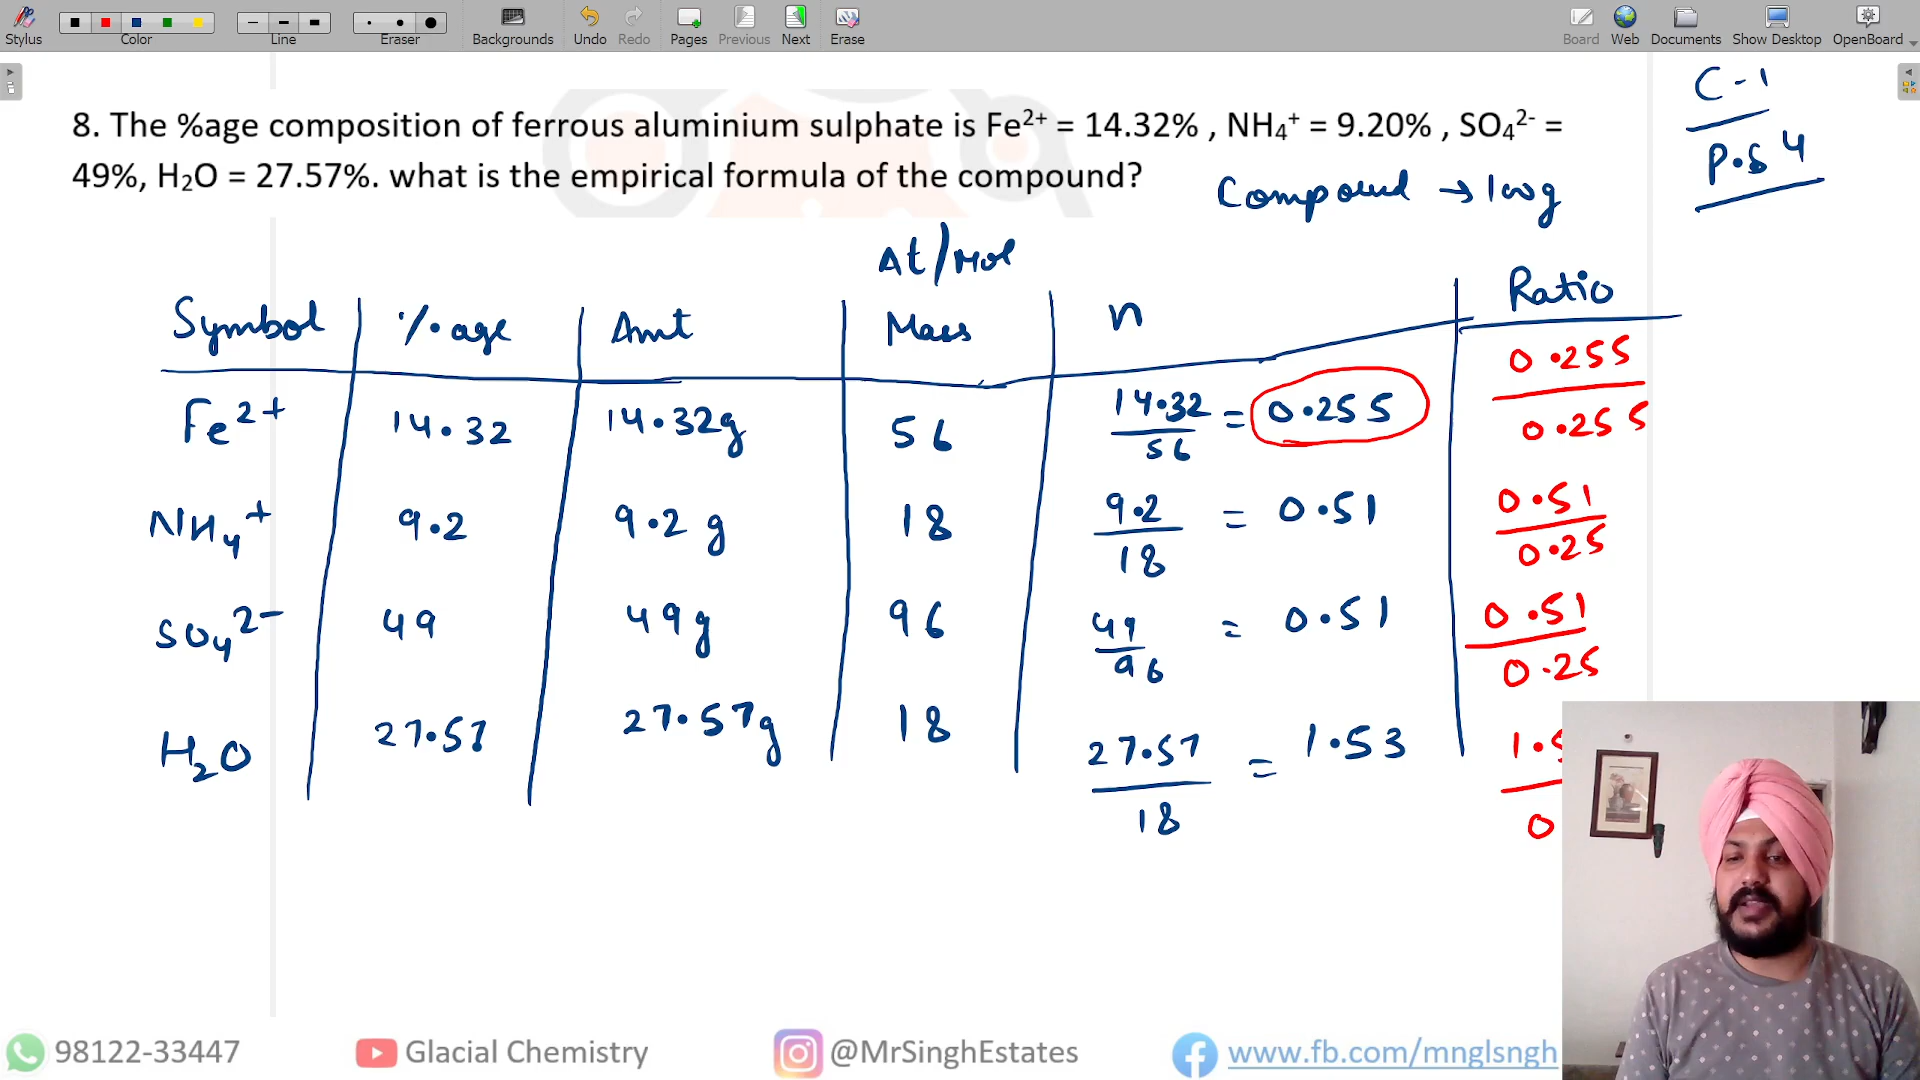 Stylus Color Line Eraser Backgrounds Undo Redo Pages Previous Next Erase Board Web Documents Show Desktop OpenBoard
C-1
P.54
8. The %age composition of ferrous aluminium sulphate is Fe²⁺ = 14.32% , NH₄⁺ = 9.20% , SO₄²⁻ =
49%, H₂O = 27.57%. what is the empirical formula of the compound?
Compound → 100g
At/Mol
Symbol %age Amt Mass n Ratio
Fe²⁺ 14.32 14.32g 56 14.32/56 = 0.255 0.255/0.255
NH₄⁺ 9.2 9.2 g 18 9.2/18 = 0.51 0.51/0.25
SO₄²⁻ 49 49g 96 49/96 = 0.51 0.51/0.25
H₂O 27.57 27.57g 18 27.57/18 = 1.53
98122-33447 Glacial Chemistry @MrSinghEstates www.fb.com/mnglsngh